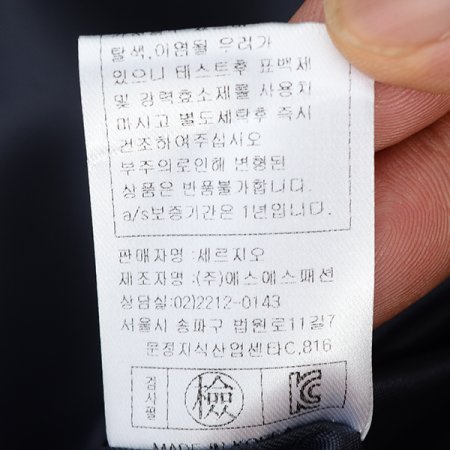 탈색,이염될 우려가
있으니 테스트후 표백제
및 강력효소제를 사용치
마시고 별도세탁후 즉시
건조하여주십시오
부주의로인해 변형된
상품은 반품불가합니다.
a/s보증기간은 1년입니다.
판매자명 : 세르지오
제조자명 :(주)에스에스패션
상담실:02)2212-0143
서울시 송파구 법원로11길7
문정지식산업센타C,816
검사필 檢 KC
MADE IN KOREA